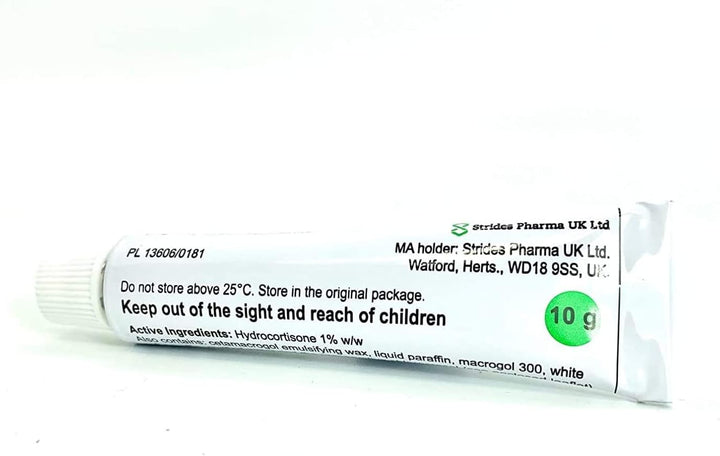 Strides Pharma UK Ltd
PL 13606/0181
MA holder: Strides Pharma UK Ltd.
Watford, Herts., WD18 9SS, UK.
Do not store above 25°C. Store in the original package.
Keep out of the sight and reach of children
10 g
Active Ingredients: Hydrocortisone 1% w/w
Also contains: cetamacrogol emulsifying wax, liquid paraffin, macrogol 300, white